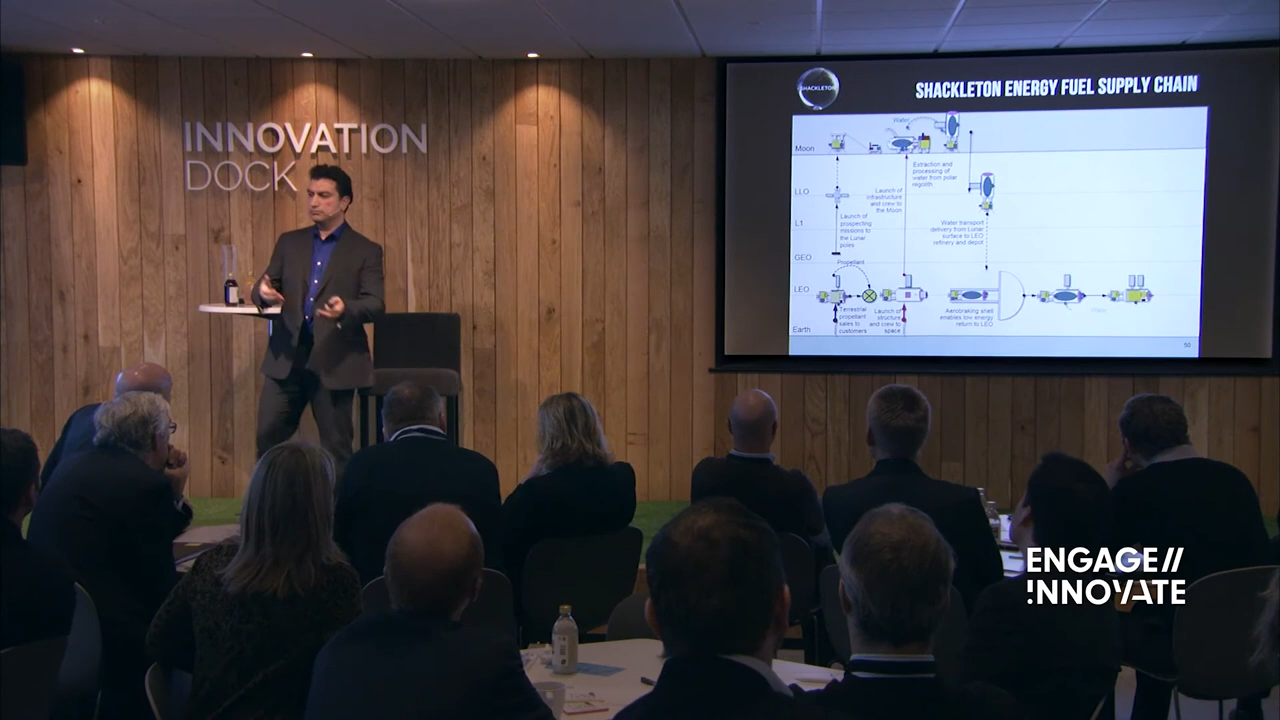 INNOVATION
DOCK
SHACKLETON
SHACKLETON ENERGY FUEL SUPPLY CHAIN
Moon
Water
Extraction and
processing of
water from polar
regolith
LLO
Launch of
infrastructure
and crew to
the Moon
L1
Launch of
prospecting
missions to
the Lunar
poles
Water transport
delivery from Lunar
surface to LEO
refinery and depot
GEO
Propellant
LEO
Terrestrial
propellant
sales to
customers
Launch of
structure
and crew to
space
Aerobraking shell
enables low energy
return to LEO
Earth
50
ENGAGE//
!NNOVATE